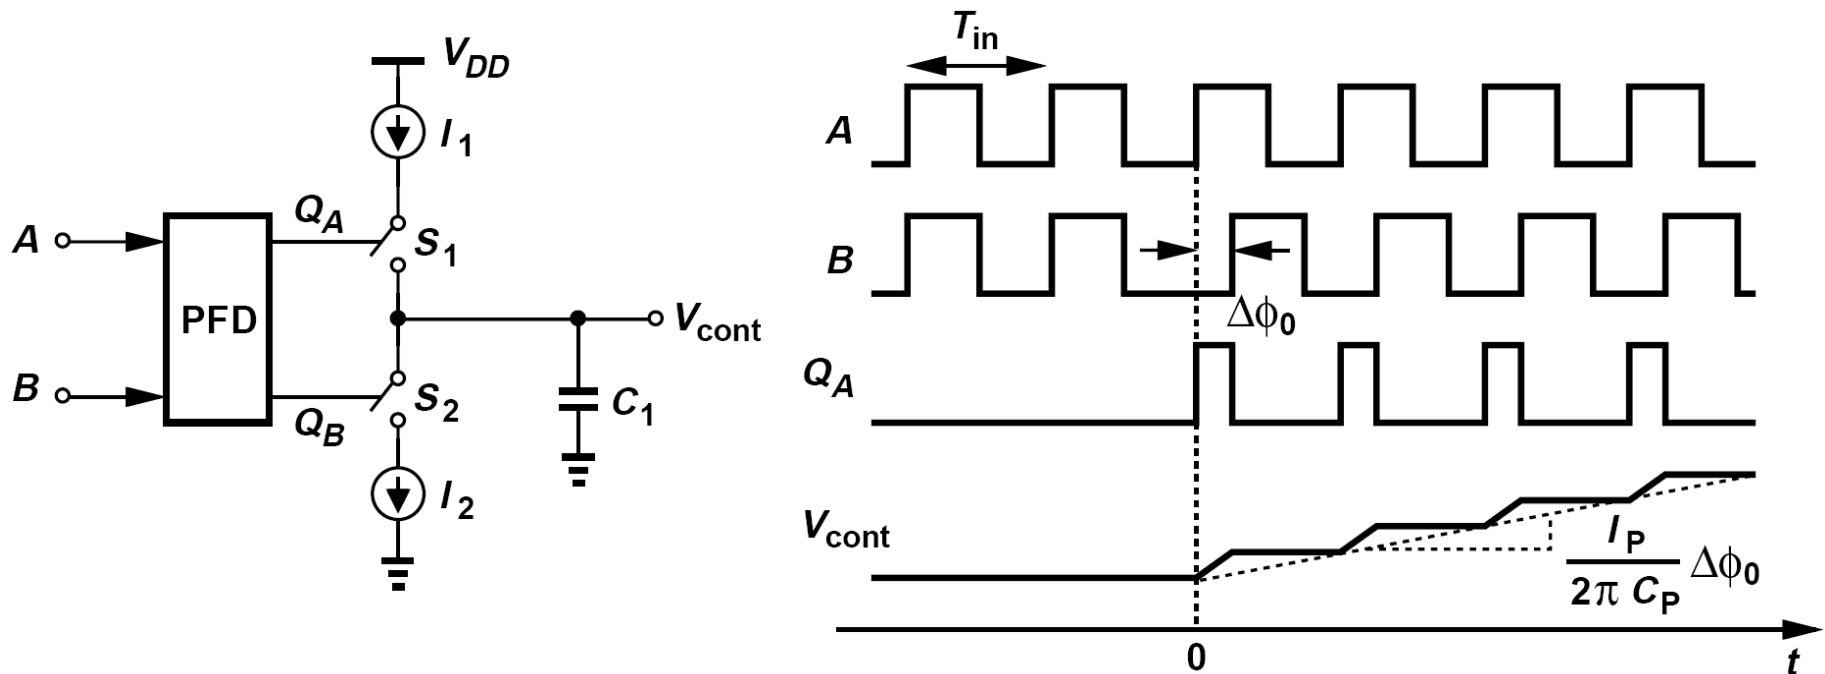 V_DD
I_1
A
Q_A
S_1
PFD
V_cont
B
Q_B
S_2
C_1
I_2
T_in
A
B
Δϕ_0
Q_A
V_cont
I_P
2π C_P
Δϕ_0
0
t